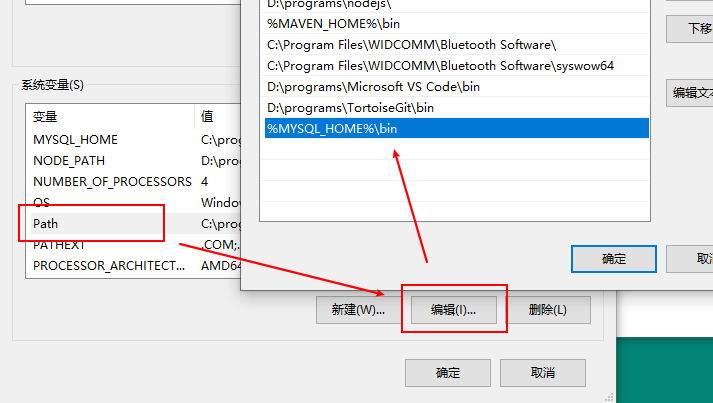 D:\programs\nodejs\
%MAVEN_HOME%\bin
C:\Program Files\WIDCOMM\Bluetooth Software\
C:\Program Files\WIDCOMM\Bluetooth Software\syswow64
D:\programs\Microsoft VS Code\bin
D:\programs\TortoiseGit\bin
%MYSQL_HOME%\bin
下移
编辑文本
确定
取消
系统变量(S)
变量 值
MYSQL_HOME C:\prog
NODE_PATH D:\prog
NUMBER_OF_PROCESSORS 4
OS Window
Path C:\prog
PATHEXT .COM;.
PROCESSOR_ARCHITECT... AMD64
新建(W)... 编辑(I)... 删除(L)
确定 取消